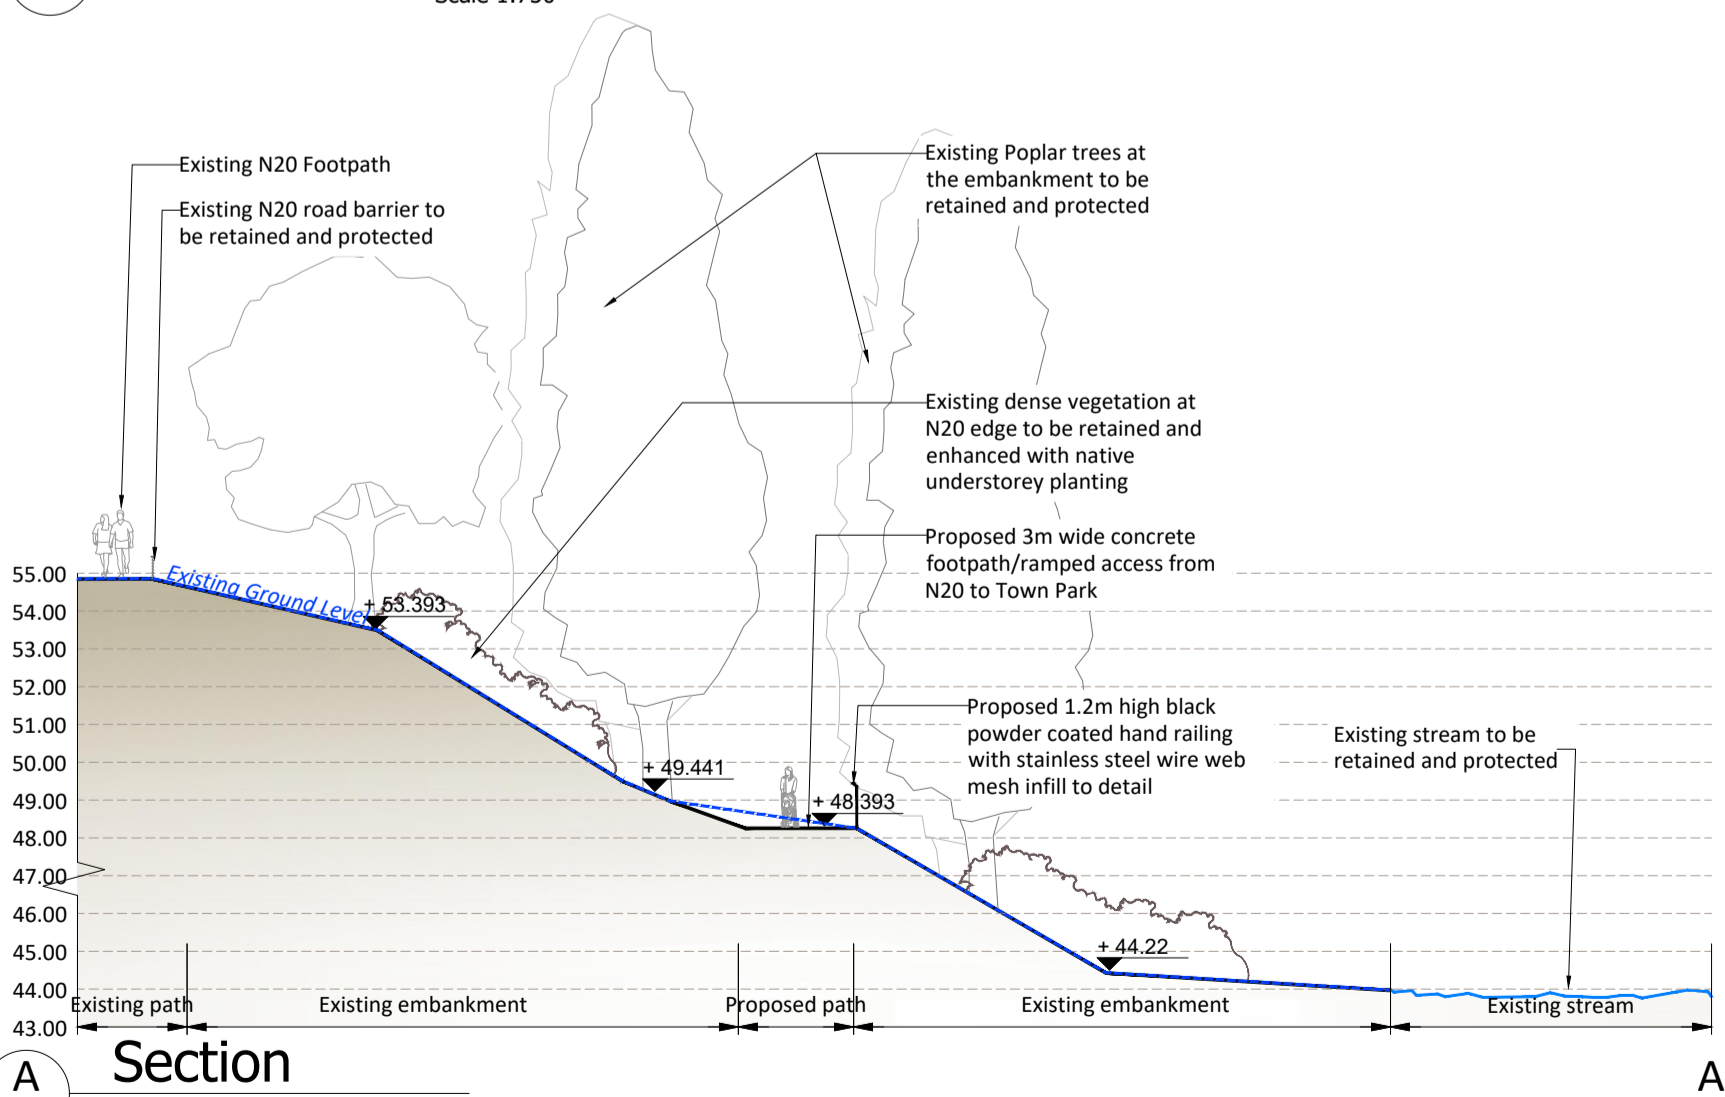 Existing N20 Footpath
Existing N20 road barrier to
be retained and protected
Existing Poplar trees at
the embankment to be
retained and protected
Existing dense vegetation at
N20 edge to be retained and
enhanced with native
understorey planting
Proposed 3m wide concrete
footpath/ramped access from
N20 to Town Park
Proposed 1.2m high black
powder coated hand railing
with stainless steel wire web
mesh infill to detail
Existing stream to be
retained and protected
Existing Ground Level
+ 53.393
+ 49.441
+ 48.393
+ 44.22
55.00
54.00
53.00
52.00
51.00
50.00
49.00
48.00
47.00
46.00
45.00
44.00
43.00
Existing path
Existing embankment
Proposed path
Existing embankment
Existing stream
A
Section
A